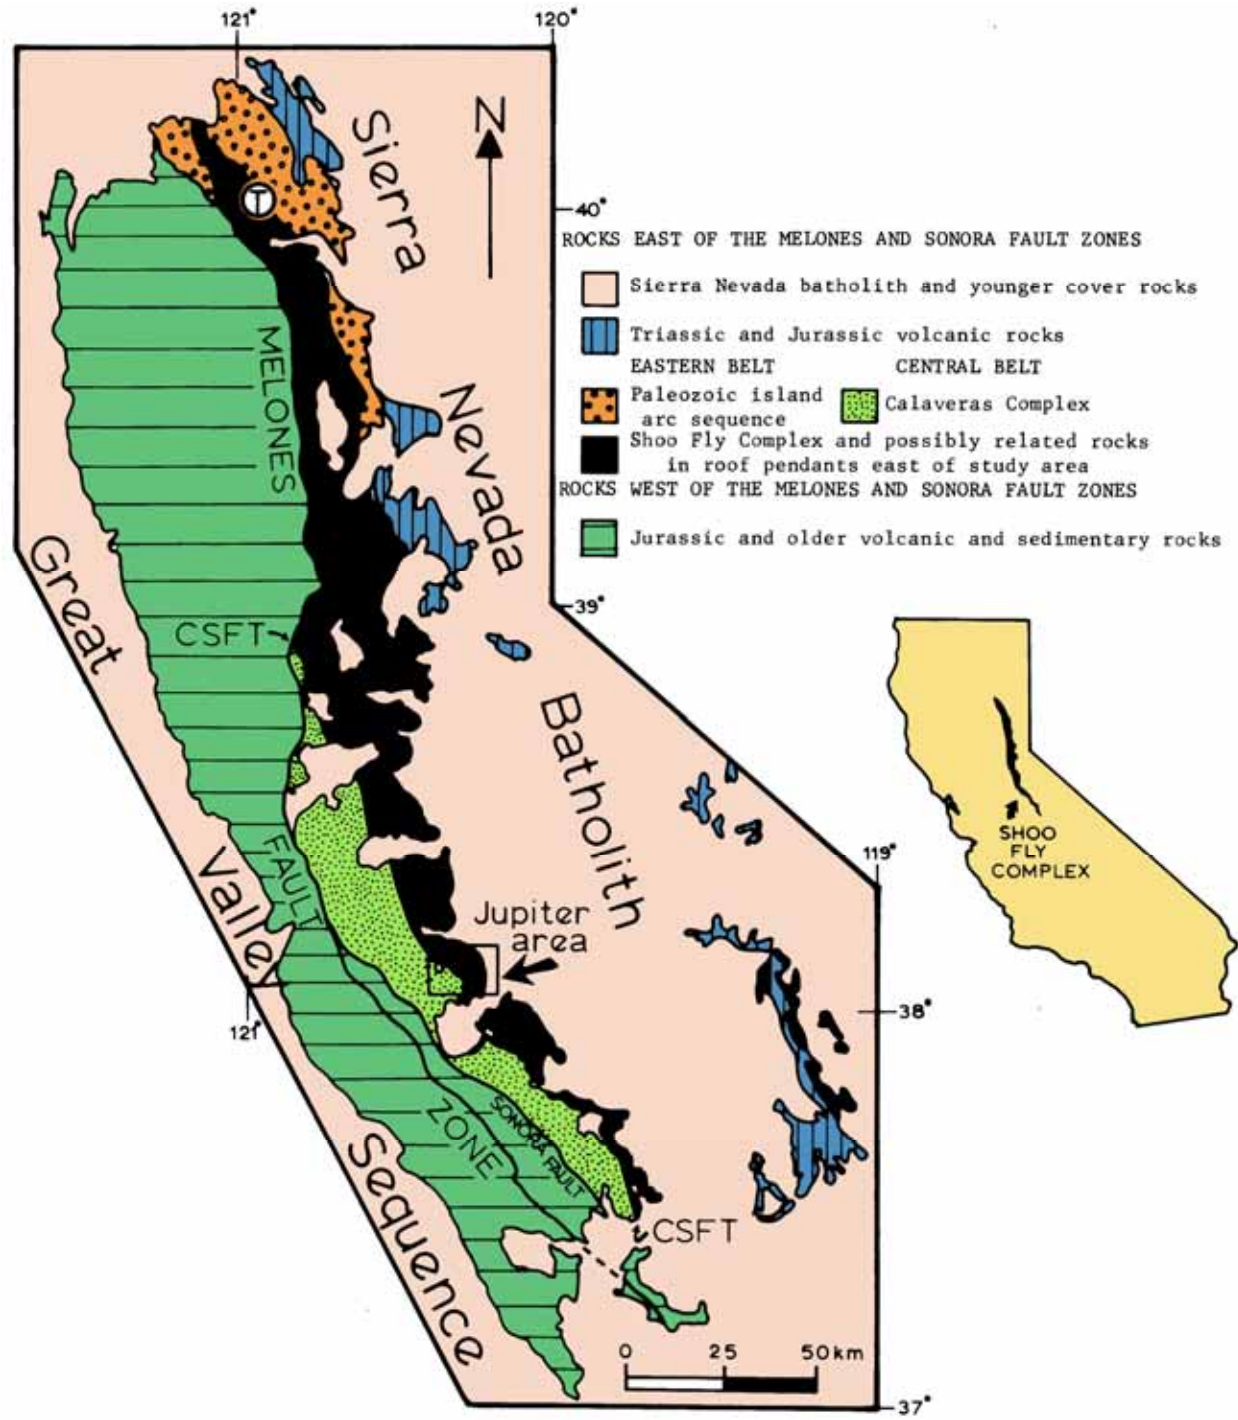 121°
120°
N
Sierra
40°
ROCKS EAST OF THE MELONES AND SONORA FAULT ZONES
Sierra Nevada batholith and younger cover rocks
Triassic and Jurassic volcanic rocks
EASTERN BELT
CENTRAL BELT
Paleozoic island
arc sequence
Calaveras Complex
Shoo Fly Complex and possibly related rocks
in roof pendants east of study area
ROCKS WEST OF THE MELONES AND SONORA FAULT ZONES
Jurassic and older volcanic and sedimentary rocks
T
MELONES
Nevada
Great
39°
CSFT
Batholith
SHOO
FLY
COMPLEX
FAULT
Valley
119°
Jupiter
area
38°
121°
ZONE
SONORA FAULT
Sequence
CSFT
0 25 50 km
37°